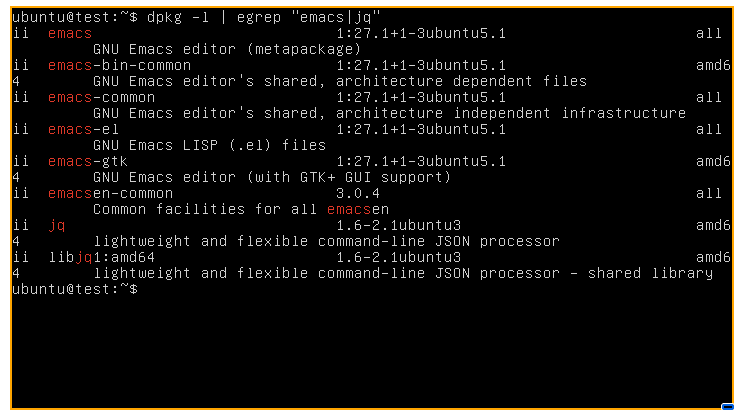 ubuntu@test:~$ dpkg -l | egrep "emacs|jq"
ii  emacs                                 1:27.1+1-3ubuntu5.1                          all
           GNU Emacs editor (metapackage)
ii  emacs-bin-common                      1:27.1+1-3ubuntu5.1                          amd6
4          GNU Emacs editor's shared, architecture dependent files
ii  emacs-common                          1:27.1+1-3ubuntu5.1                          all
           GNU Emacs editor's shared, architecture independent infrastructure
ii  emacs-el                              1:27.1+1-3ubuntu5.1                          all
           GNU Emacs LISP (.el) files
ii  emacs-gtk                             1:27.1+1-3ubuntu5.1                          amd6
4          GNU Emacs editor (with GTK+ GUI support)
ii  emacsen-common                        3.0.4                                        all
           Common facilities for all emacsen
ii  jq                                    1.6-2.1ubuntu3                               amd6
4          lightweight and flexible command-line JSON processor
ii  libjq1:amd64                          1.6-2.1ubuntu3                               amd6
4          lightweight and flexible command-line JSON processor - shared library
ubuntu@test:~$